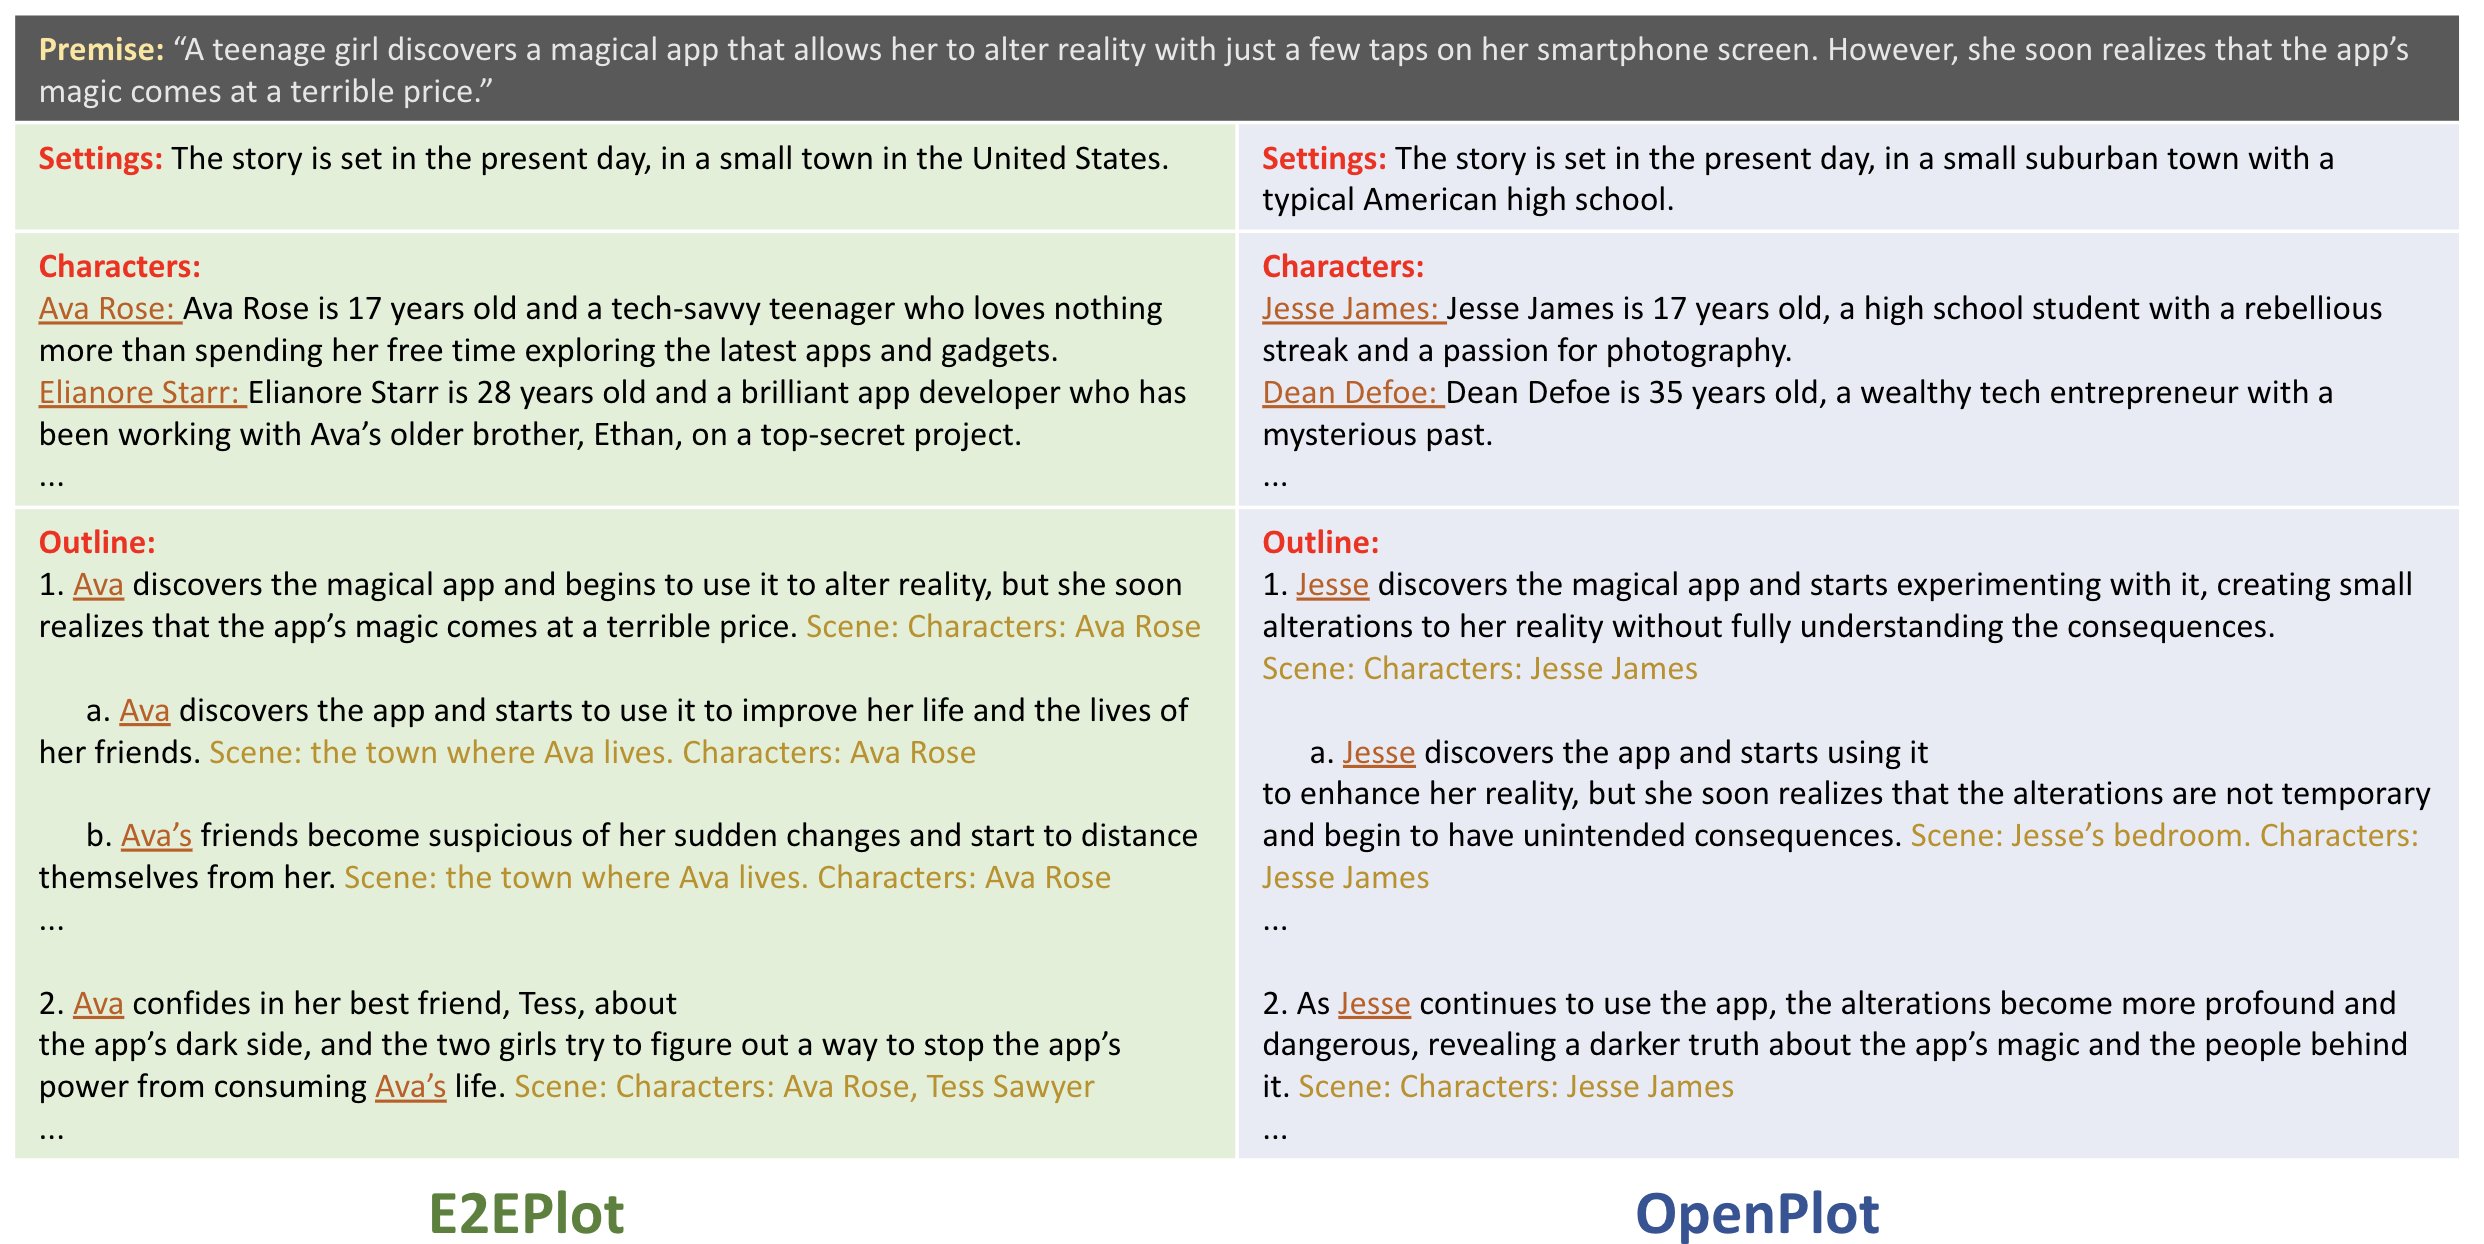 Premise: “A teenage girl discovers a magical app that allows her to alter reality with just a few taps on her smartphone screen. However, she soon realizes that the app’s
magic comes at a terrible price.”
Settings: The story is set in the present day, in a small town in the United States.
Characters:
Ava Rose: Ava Rose is 17 years old and a tech-savvy teenager who loves nothing
more than spending her free time exploring the latest apps and gadgets.
Elianore Starr: Elianore Starr is 28 years old and a brilliant app developer who has
been working with Ava’s older brother, Ethan, on a top-secret project.
...
Outline:
1. Ava discovers the magical app and begins to use it to alter reality, but she soon
realizes that the app’s magic comes at a terrible price. Scene: Characters: Ava Rose
a. Ava discovers the app and starts to use it to improve her life and the lives of
her friends. Scene: the town where Ava lives. Characters: Ava Rose
b. Ava’s friends become suspicious of her sudden changes and start to distance
themselves from her. Scene: the town where Ava lives. Characters: Ava Rose
...
2. Ava confides in her best friend, Tess, about
the app’s dark side, and the two girls try to figure out a way to stop the app’s
power from consuming Ava’s life. Scene: Characters: Ava Rose, Tess Sawyer
...
E2EPlot
Settings: The story is set in the present day, in a small suburban town with a
typical American high school.
Characters:
Jesse James: Jesse James is 17 years old, a high school student with a rebellious
streak and a passion for photography.
Dean Defoe: Dean Defoe is 35 years old, a wealthy tech entrepreneur with a
mysterious past.
...
Outline:
1. Jesse discovers the magical app and starts experimenting with it, creating small
alterations to her reality without fully understanding the consequences.
Scene: Characters: Jesse James
a. Jesse discovers the app and starts using it
to enhance her reality, but she soon realizes that the alterations are not temporary
and begin to have unintended consequences. Scene: Jesse’s bedroom. Characters:
Jesse James
...
2. As Jesse continues to use the app, the alterations become more profound and
dangerous, revealing a darker truth about the app’s magic and the people behind
it. Scene: Characters: Jesse James
...
OpenPlot